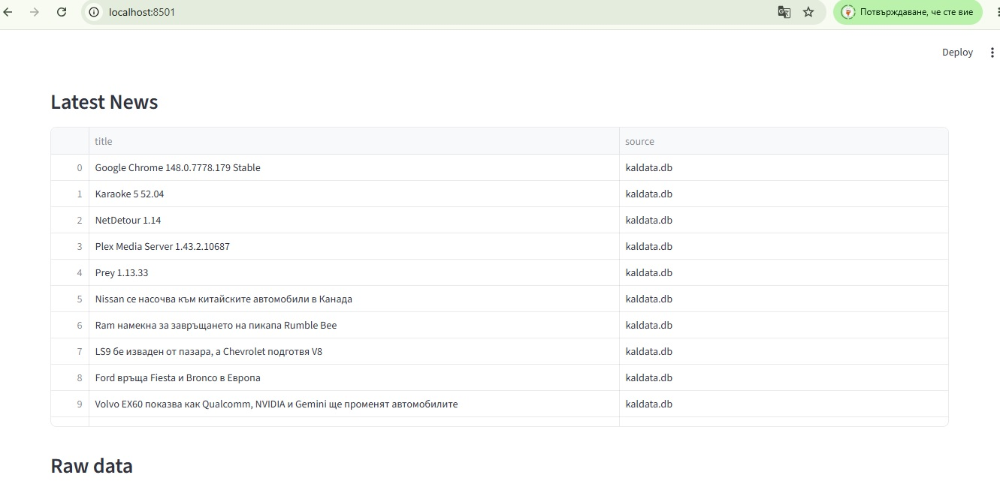 localhost:8501
Потвърждаване, че сте вие
Deploy
Latest News
title source
0 Google Chrome 148.0.7778.179 Stable kaldata.db
1 Karaoke 5 52.04 kaldata.db
2 NetDetour 1.14 kaldata.db
3 Plex Media Server 1.43.2.10687 kaldata.db
4 Prey 1.13.33 kaldata.db
5 Nissan се насочва към китайските автомобили в Канада kaldata.db
6 Ram намекна за завръщането на пикапа Rumble Bee kaldata.db
7 LS9 бе изваден от пазара, а Chevrolet подготвя V8 kaldata.db
8 Ford връща Fiesta и Bronco в Европа kaldata.db
9 Volvo EX60 показва как Qualcomm, NVIDIA и Gemini ще променят автомобилите kaldata.db
Raw data